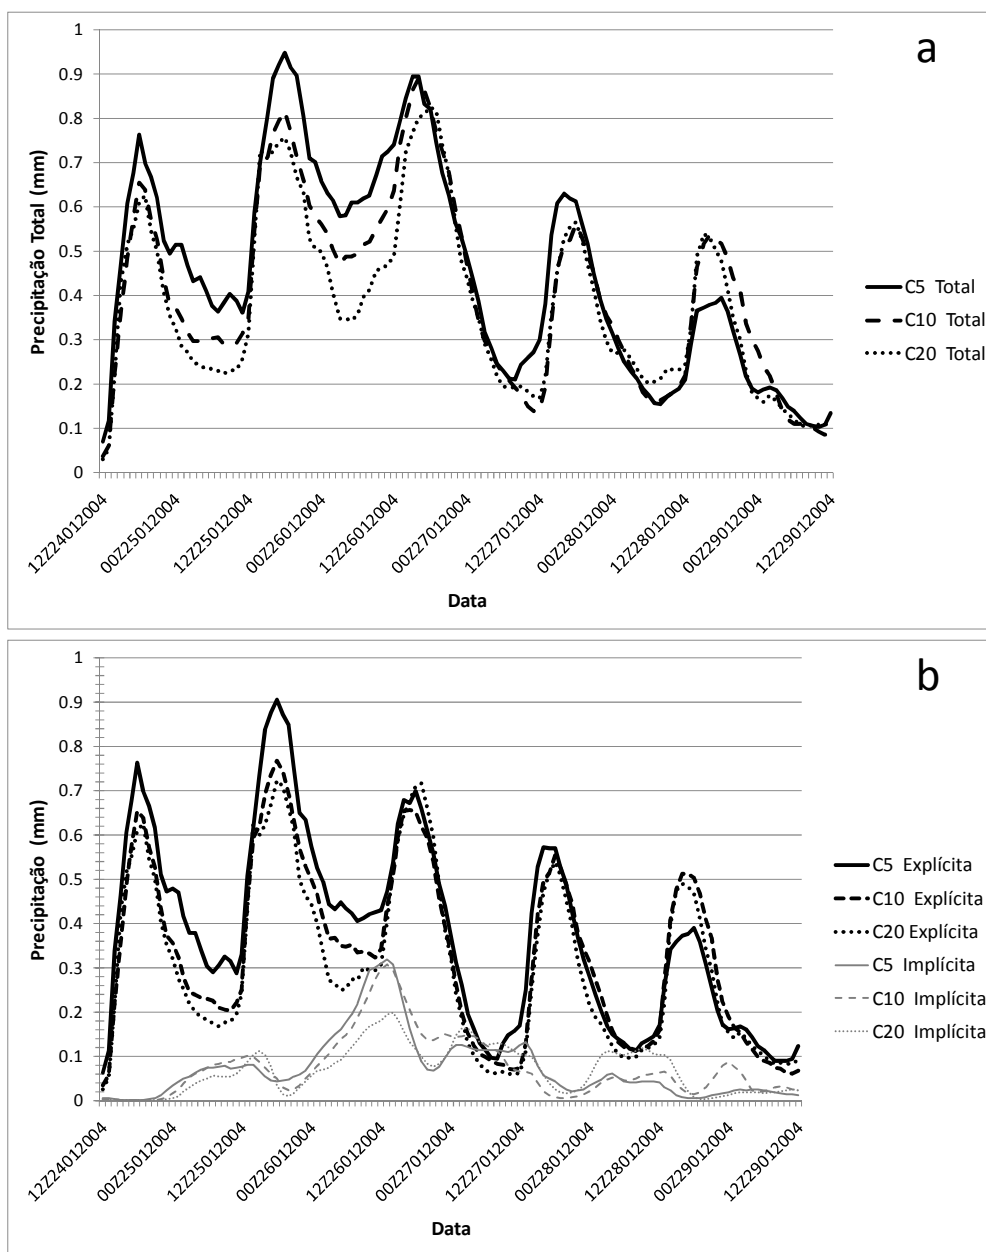 a
1
0.9
0.8
0.7
0.6
0.5
0.4
0.3
0.2
0.1
0
Precipitação Total (mm)
12Z24012004
00Z25012004
12Z25012004
00Z26012004
12Z26012004
00Z27012004
12Z27012004
00Z28012004
12Z28012004
00Z29012004
12Z29012004
Data
C5 Total
C10 Total
C20 Total
b
1
0.9
0.8
0.7
0.6
0.5
0.4
0.3
0.2
0.1
0
Precipitação (mm)
12Z24012004
00Z25012004
12Z25012004
00Z26012004
12Z26012004
00Z27012004
12Z27012004
00Z28012004
12Z28012004
00Z29012004
12Z29012004
Data
C5 Explícita
C10 Explícita
C20 Explícita
C5 Implícita
C10 Implícita
C20 Implícita